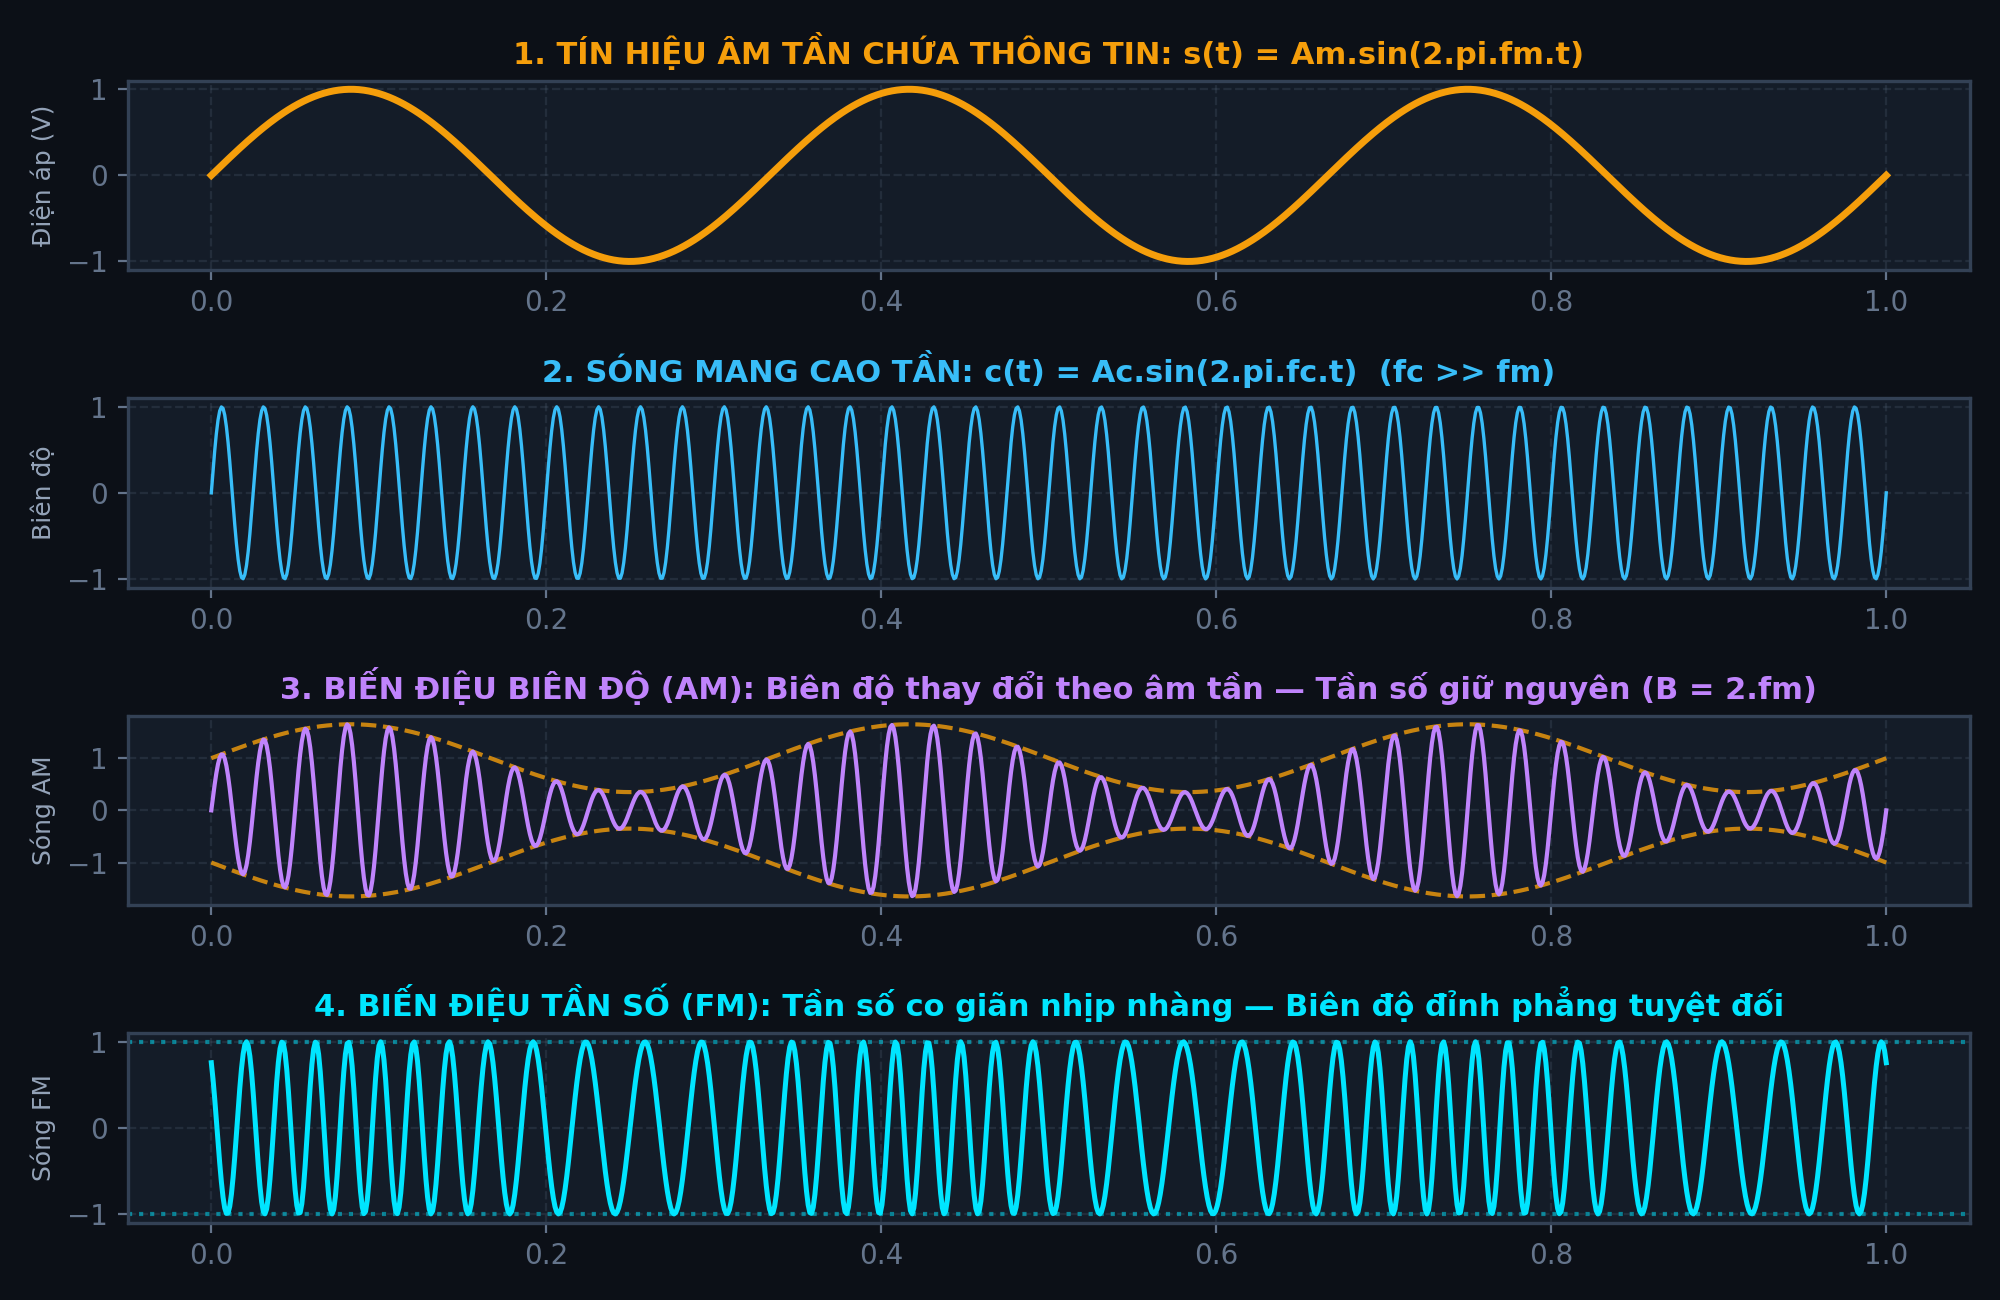 1. TÍN HIỆU ÂM TẦN CHỨA THÔNG TIN: s(t) = Am.sin(2.pi.fm.t)
Điện áp (V)
1
0
−1
0.0 0.2 0.4 0.6 0.8 1.0
2. SÓNG MANG CAO TẦN: c(t) = Ac.sin(2.pi.fc.t) (fc >> fm)
Biên độ
1
0
−1
0.0 0.2 0.4 0.6 0.8 1.0
3. BIẾN ĐIỆU BIÊN ĐỘ (AM): Biên độ thay đổi theo âm tần — Tần số giữ nguyên (B = 2.fm)
Sóng AM
1
0
−1
0.0 0.2 0.4 0.6 0.8 1.0
4. BIẾN ĐIỆU TẦN SỐ (FM): Tần số co giãn nhịp nhàng — Biên độ đỉnh phẳng tuyệt đối
Sóng FM
1
0
−1
0.0 0.2 0.4 0.6 0.8 1.0